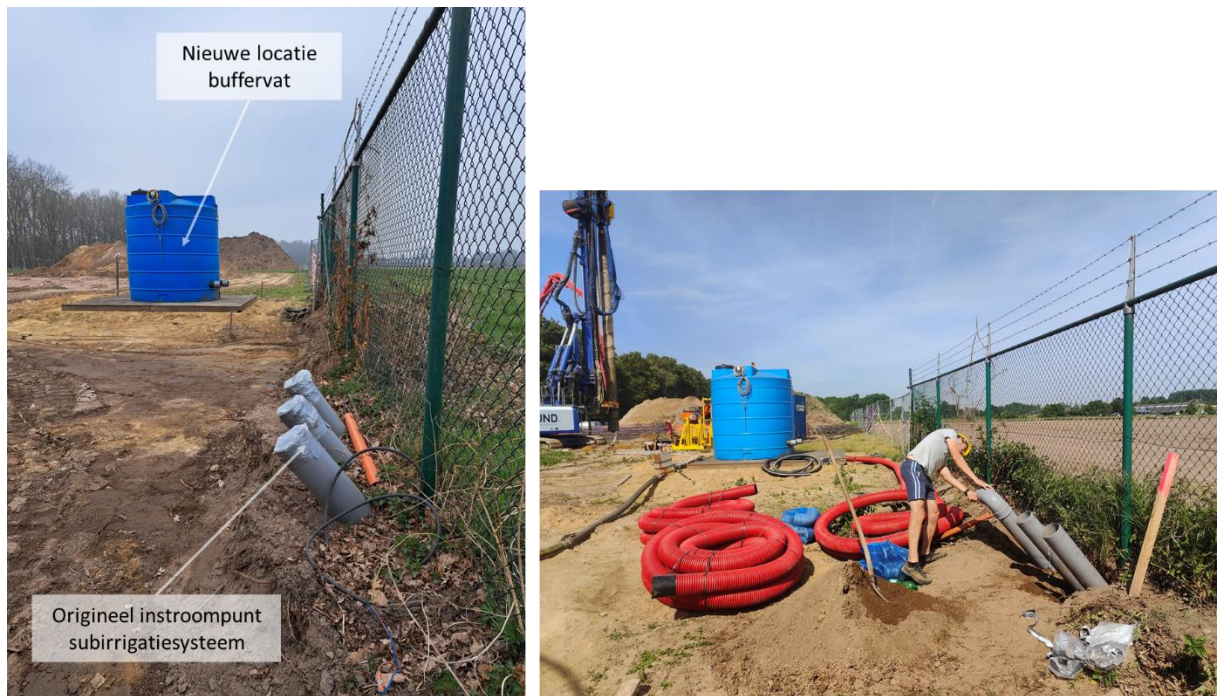 Nieuwe locatie
buffervat
Origineel instroompunt
subirrigatiesysteem
OND